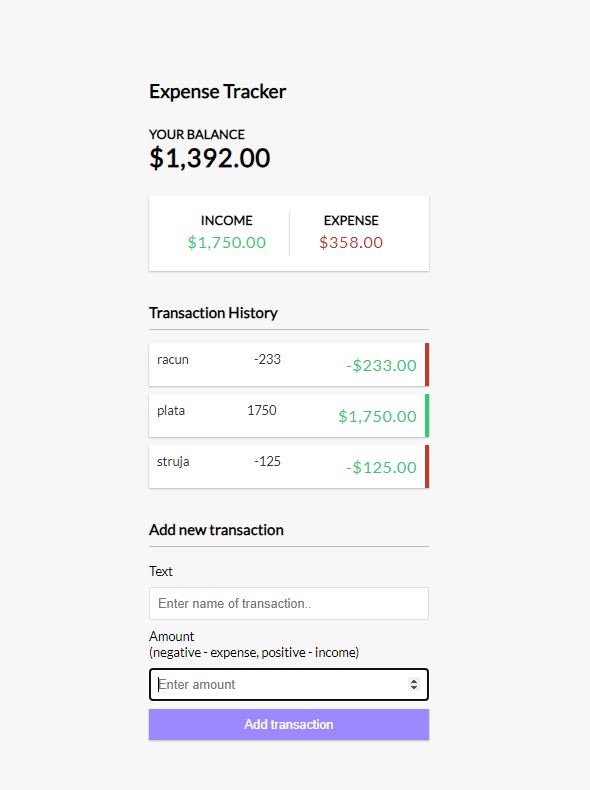 Expense Tracker
YOUR BALANCE
$1,392.00
INCOME EXPENSE
$1,750.00 $358.00
Transaction History
racun -233 -$233.00
plata 1750 $1,750.00
struja -125 -$125.00
Add new transaction
Text
Enter name of transaction..
Amount
(negative - expense, positive - income)
Enter amount
Add transaction